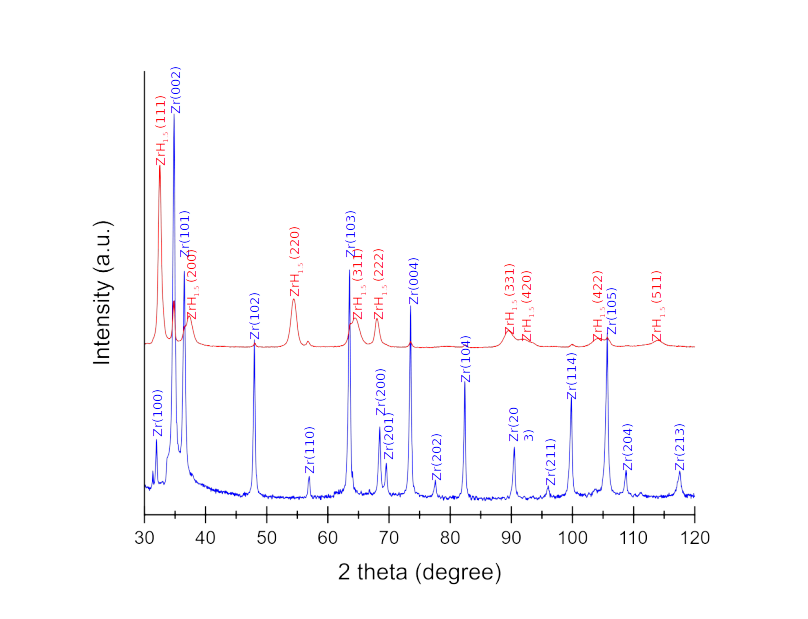 Intensity (a.u.)
ZrH1.5 (111)
Zr(002)
Zr(101)
ZrH1.5 (200)
Zr(100)
Zr(102)
ZrH1.5 (220)
Zr(110)
Zr(103)
ZrH1.5 (311)
ZrH1.5 (222)
Zr(200)
Zr(201)
Zr(004)
Zr(202)
Zr(104)
ZrH1.5 (331)
ZrH1.5 (420)
Zr(20
3)
Zr(211)
Zr(114)
ZrH1.5 (422)
Zr(105)
Zr(204)
ZrH1.5 (511)
Zr(213)
30 40 50 60 70 80 90 100 110 120
2 theta (degree)